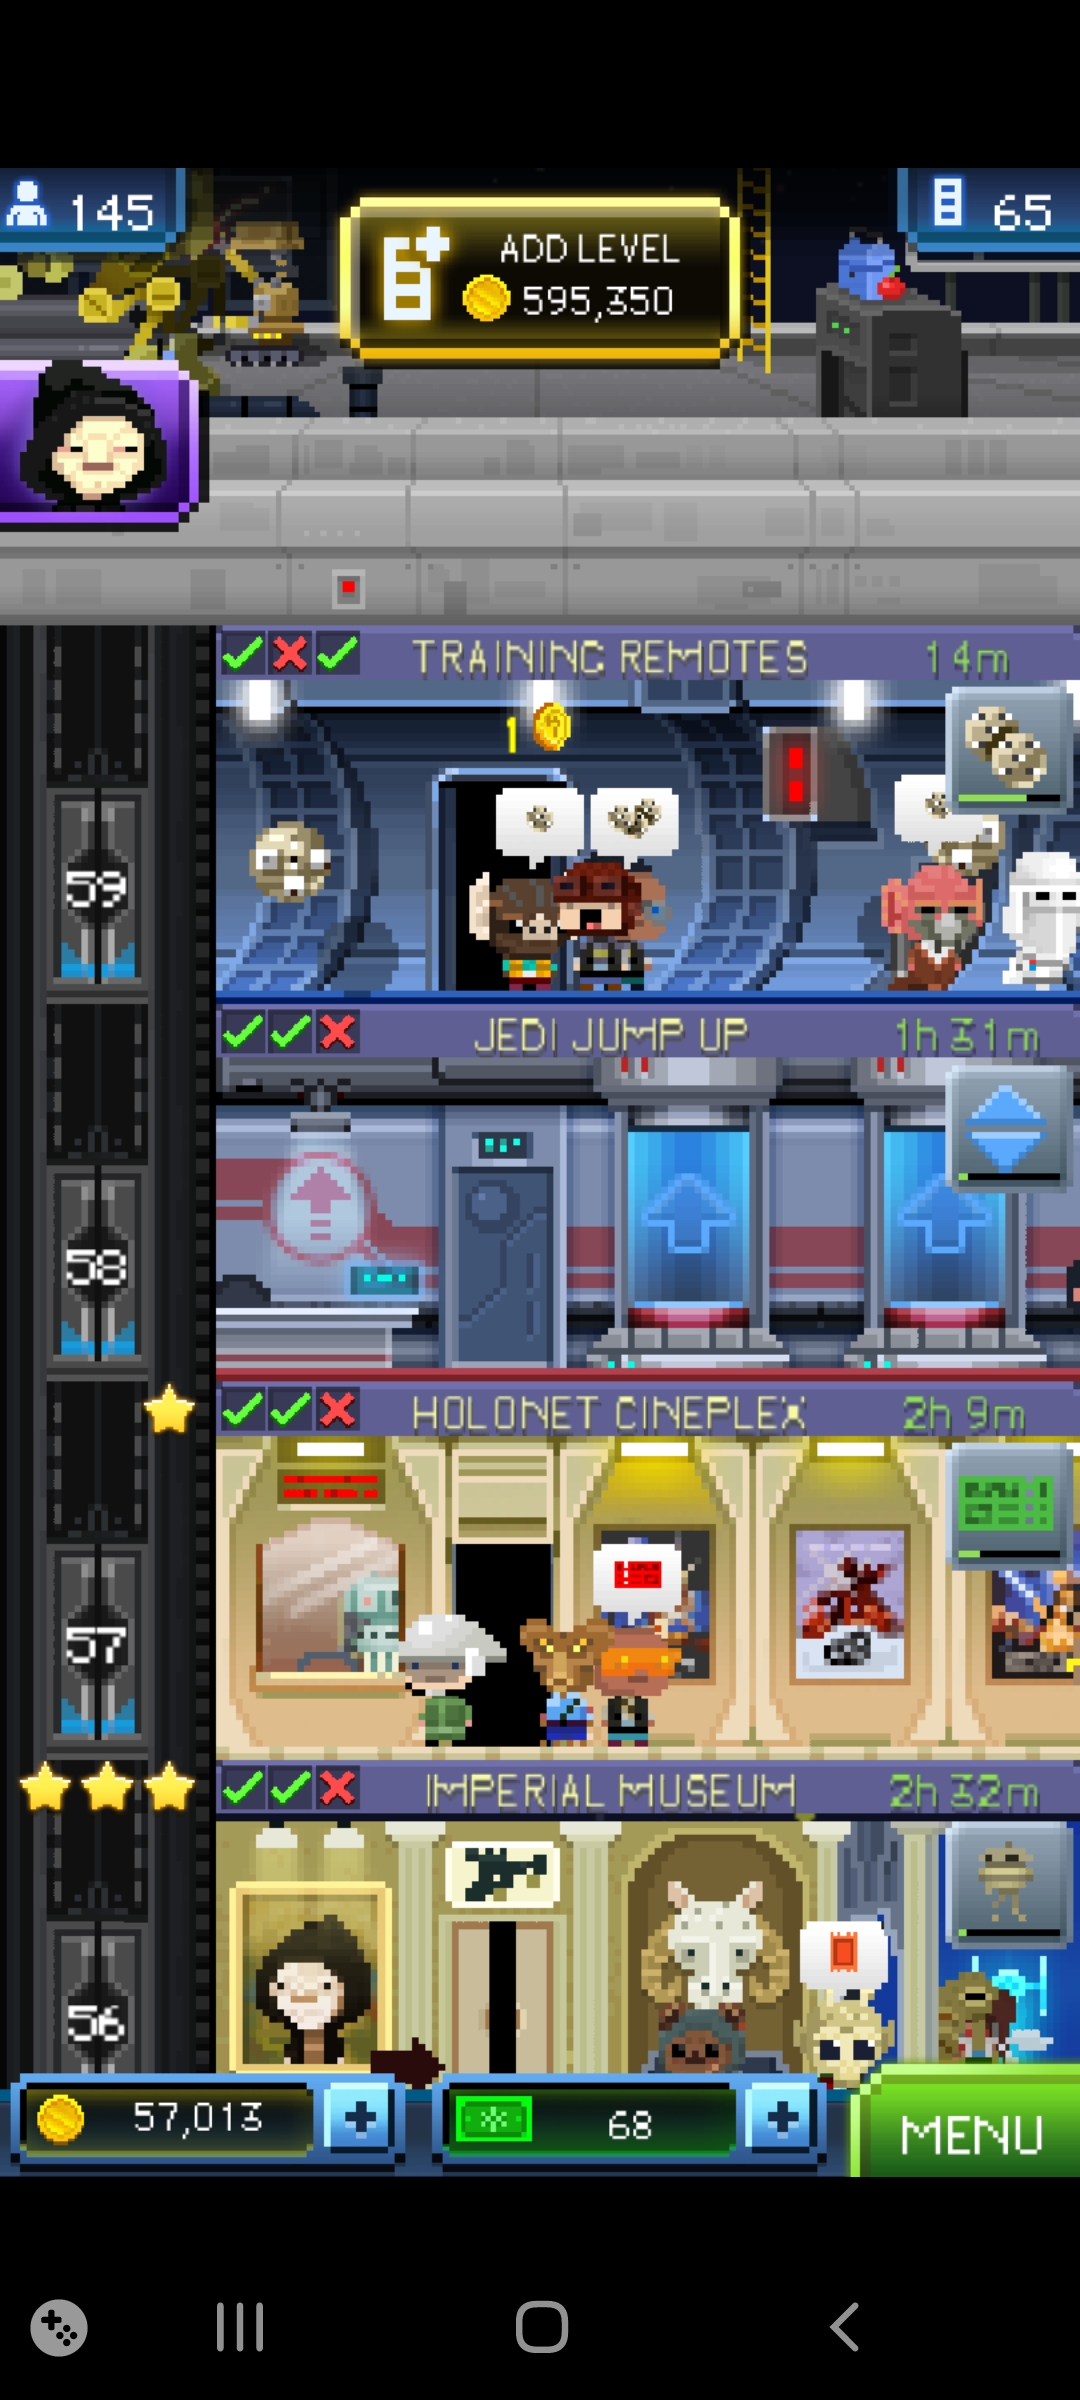 145
ADD LEVEL
595,350
65
TRAINING REMOTES 14m
1
59
JEDI JUMP UP 1h 31m
58
HOLONET CINEPLEX 2h 9m
57
IMPERIAL MUSEUM 2h 32m
56
57,013
68
MENU